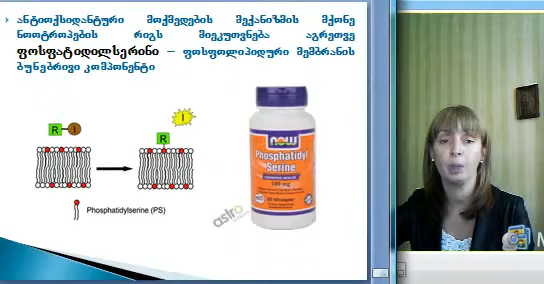 ანტიოქსიდანტური მოქმედების მექანიზმის მქონე
ნოოტროპების რიგს მიეკუთვნება აგრეთვე
ფოსფატიდილსერინი – ფოსფოლიპიდური მემბრანის
ბუნებრივი კომპონენტი
R I
I
R
Phosphatidylserine (PS)
now
Phosphatidyl
Serine
100 mg
astro